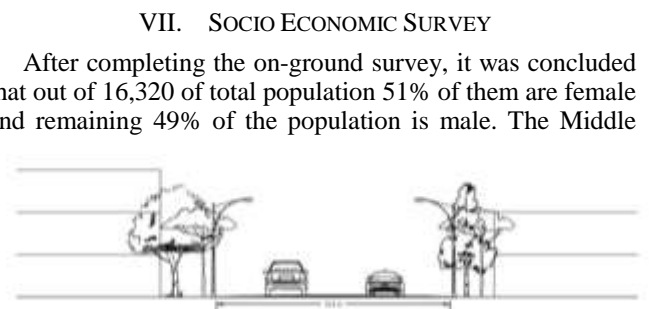 VII. SOCIO ECONOMIC SURVEY
After completing the on-ground survey, it was concluded
hat out of 16,320 of total population 51% of them are female
nd remaining 49% of the population is male. The Middle